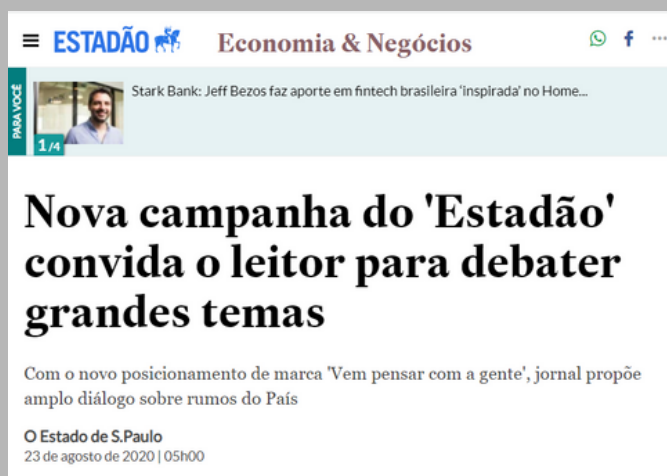 ESTADÃO Economia & Negócios
PARA VOCÊ
Stark Bank: Jeff Bezos faz aporte em fintech brasileira 'inspirada' no Home...
1/4
Nova campanha do 'Estadão'
convida o leitor para debater
grandes temas
Com o novo posicionamento de marca 'Vem pensar com a gente', jornal propõe
amplo diálogo sobre rumos do País
O Estado de S.Paulo
23 de agosto de 2020 | 05h00